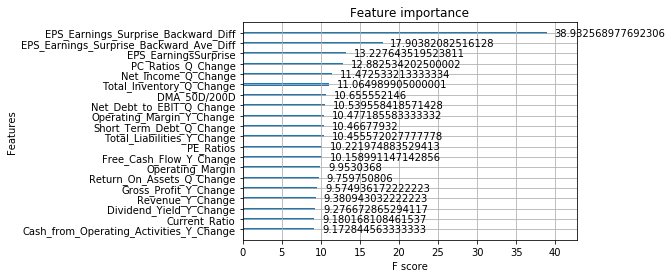 Feature importance
EPS_Earnings_Surprise_Backward_Diff 38.932568977692306
EPS_Earnings_Surprise_Backward_Ave_Diff 17.90382082516128
EPS_EarningsSurprise 13.227643519523811
PC_Ratios_Q_Change 12.882534202500002
Net_Income_Q_Change 11.472533213333334
Total_Inventory_Q_Change 11.064989905000001
DMA_50D/200D 10.655552146
Net_Debt_to_EBIT_Q_Change 10.539558418571428
Operating_Margin_Y_Change 10.477185583333332
Short_Term_Debt_Q_Change 10.46677932
Total_Liabilities_Y_Change 10.455572027777778
PE_Ratios 10.221974883529413
Free_Cash_Flow_Y_Change 10.158991147142856
Operating_Margin 9.9530368
Return_On_Assets_Q_Change 9.759750806
Gross_Profit_Y_Change 9.574936172222223
Revenue_Y_Change 9.380943032222223
Dividend_Yield_Y_Change 9.276672865294117
Current_Ratio 9.180168108461537
Cash_from_Operating_Activities_Y_Change 9.172844563333333
Features
0 5 10 15 20 25 30 35 40
F score